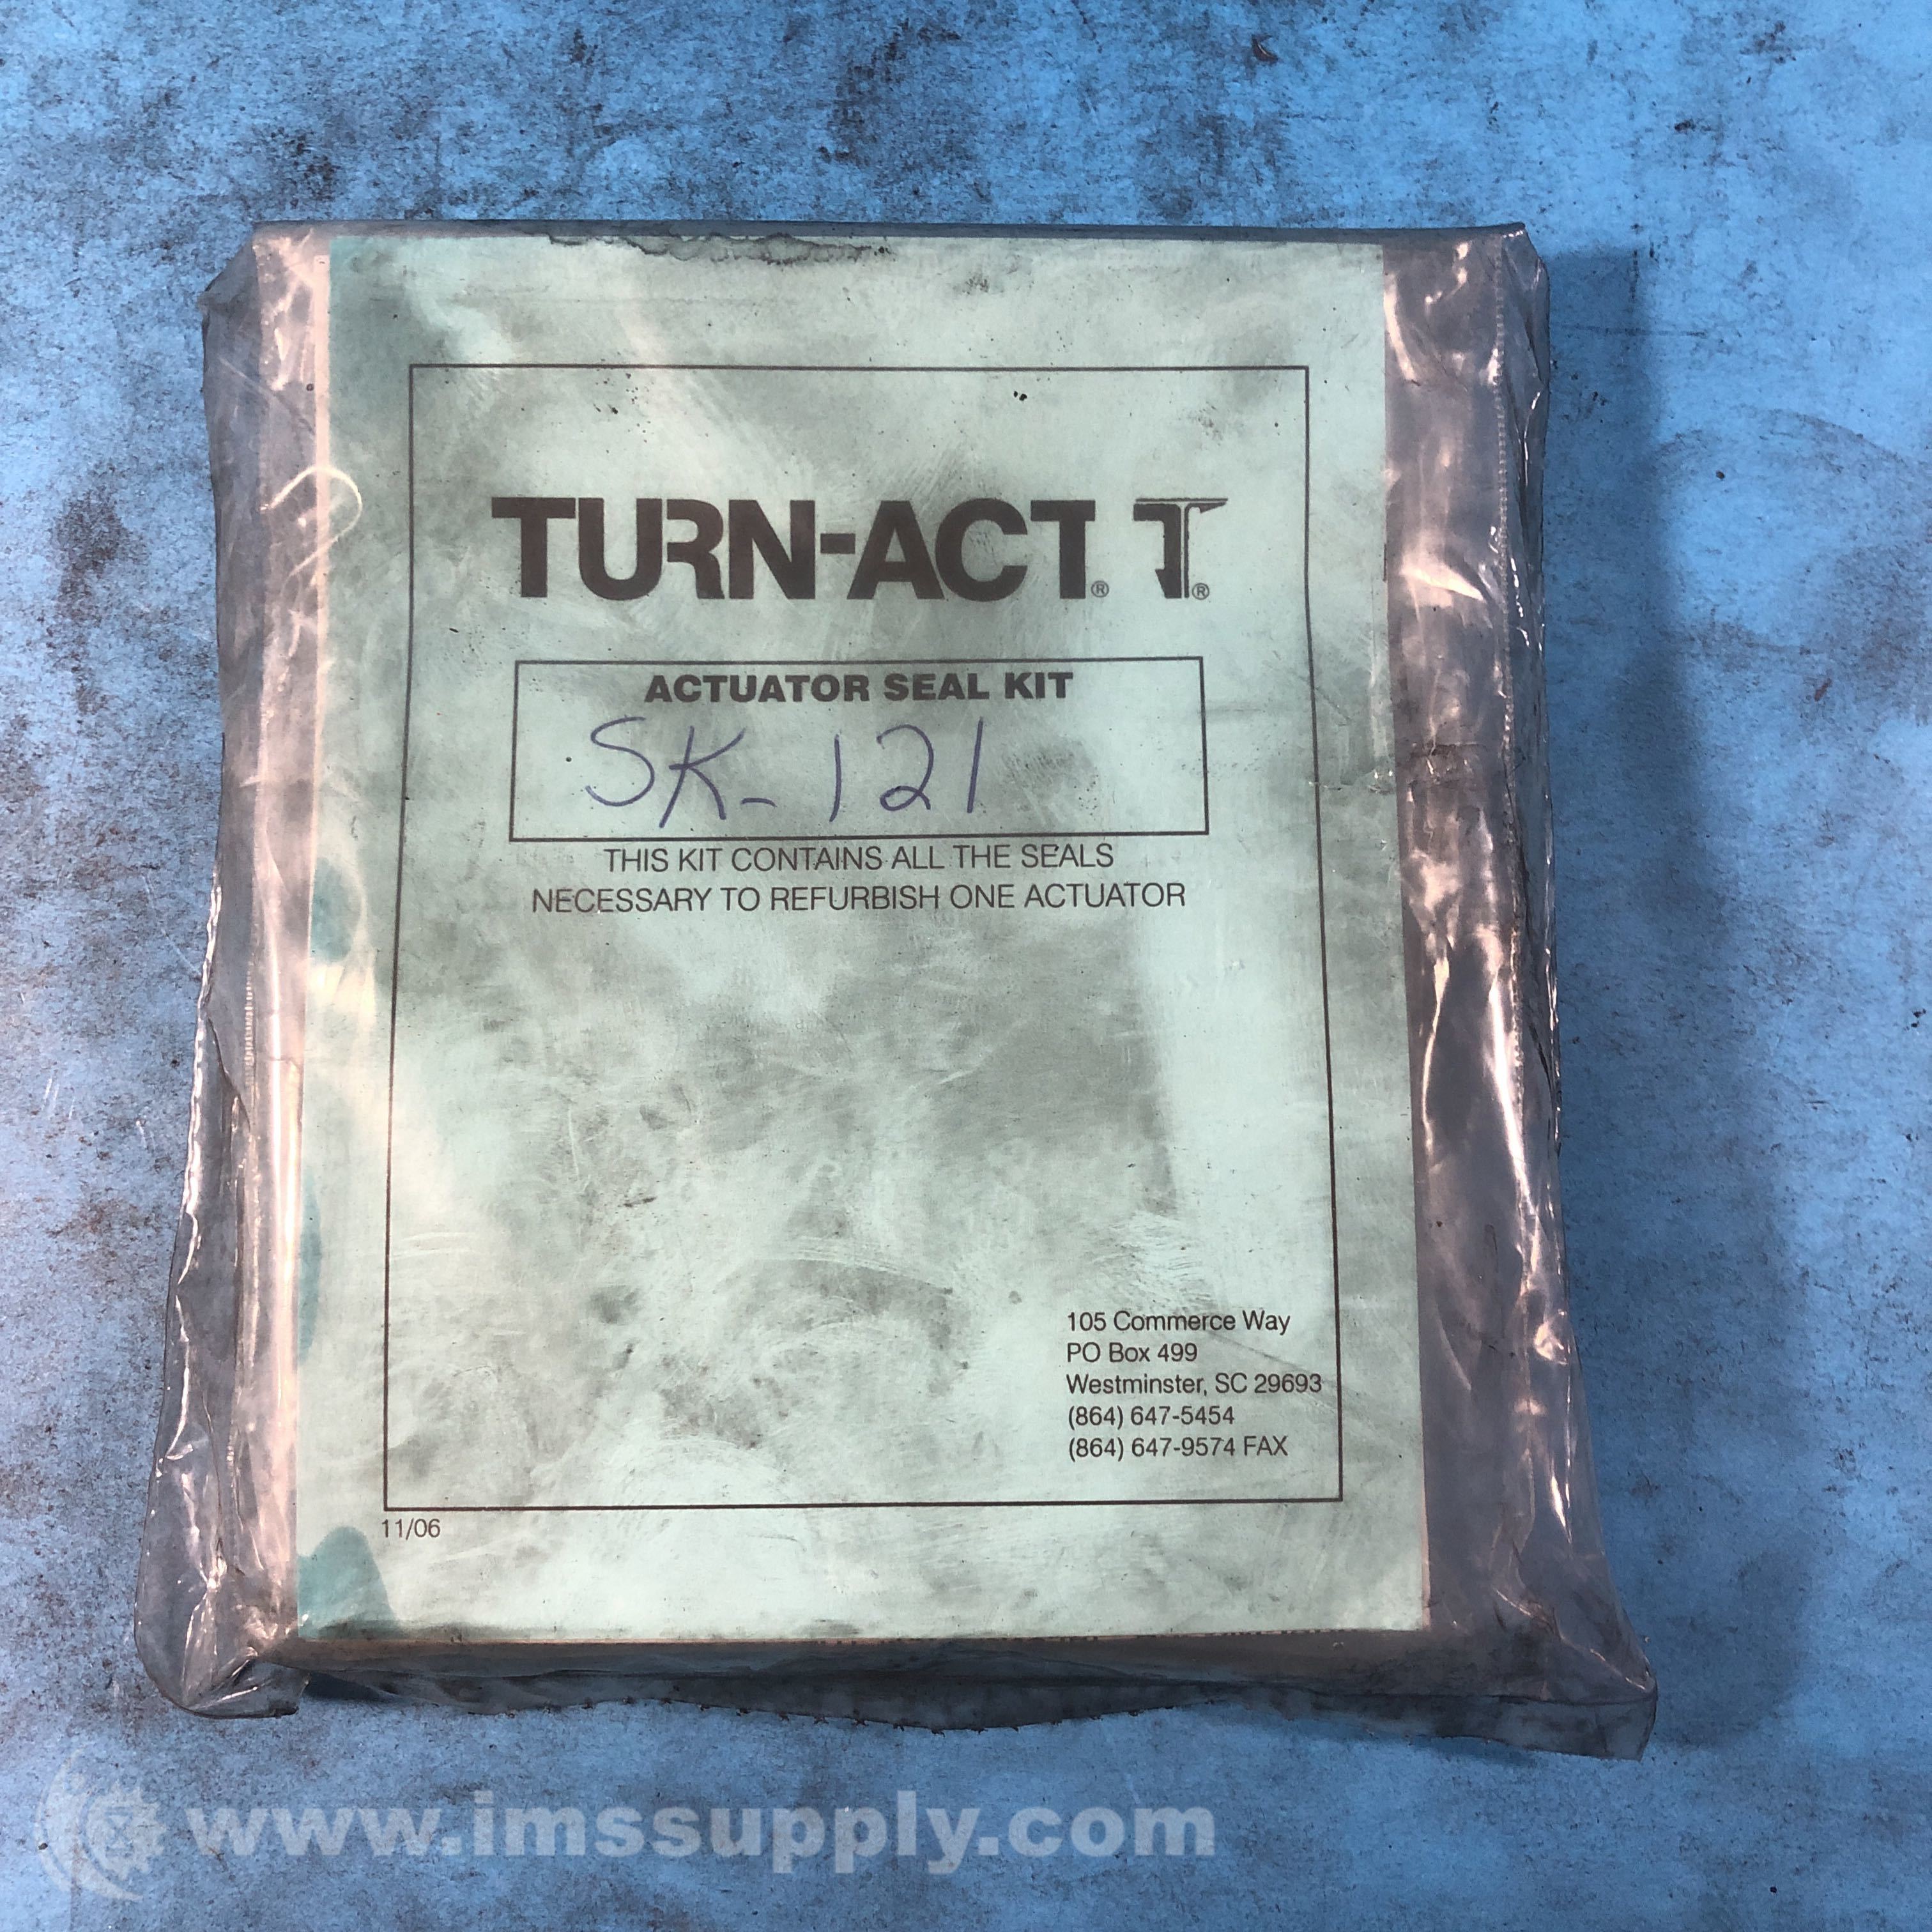 TURN-ACT® T®
ACTUATOR SEAL KIT
SK-121
THIS KIT CONTAINS ALL THE SEALS
NECESSARY TO REFURBISH ONE ACTUATOR
105 Commerce Way
PO Box 499
Westminster, SC 29693
(864) 647-5454
(864) 647-9574 FAX
11/06
www.imssupply.com